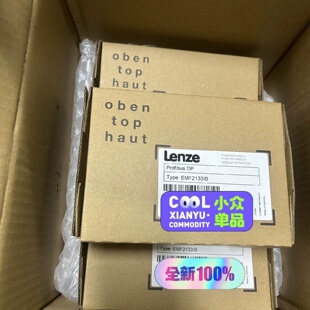 oben
top
haut
oben
top
haut
Lenze
Profibus DP
Type: EMF2133IB
COOL 小众
XIANYU• 单品
COMMODITY
Type: EMF2133IB
全新100%